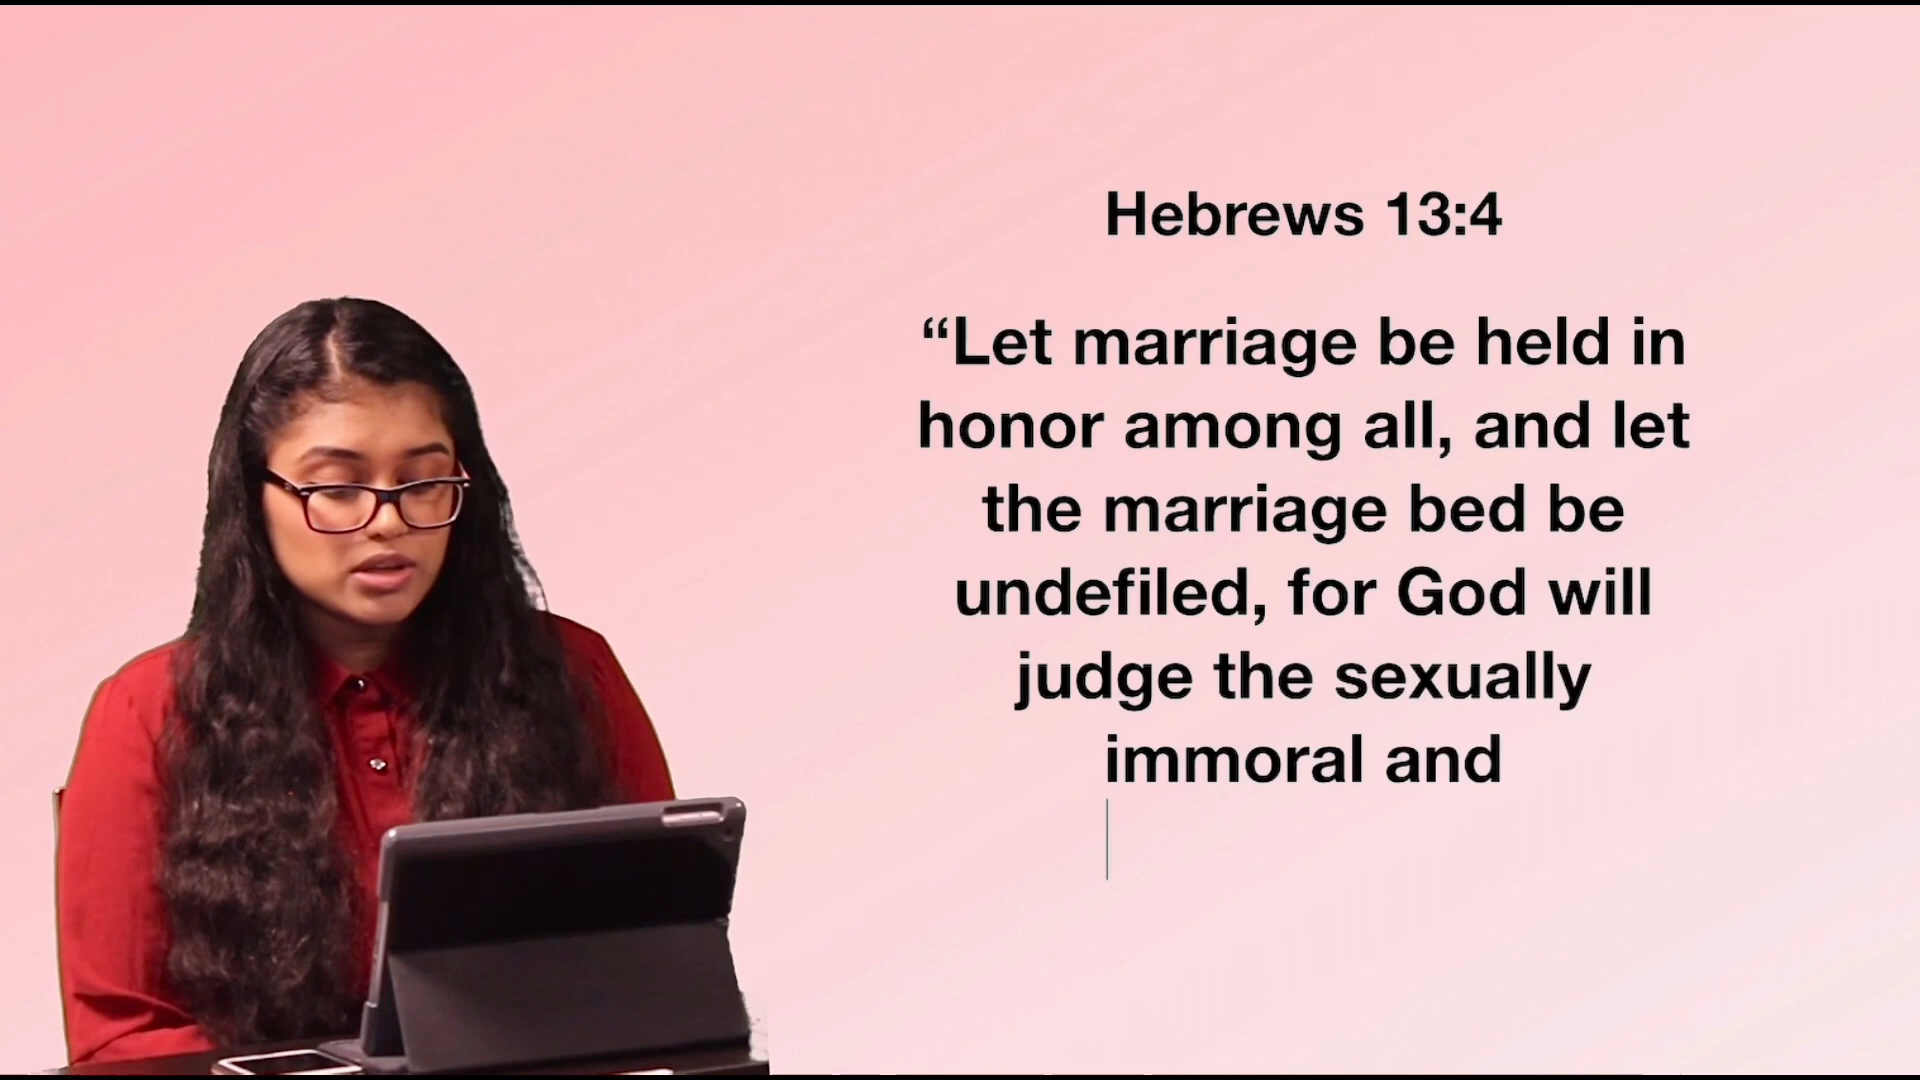 Hebrews 13:4
“Let marriage be held in
honor among all, and let
the marriage bed be
undefiled, for God will
judge the sexually
immoral and